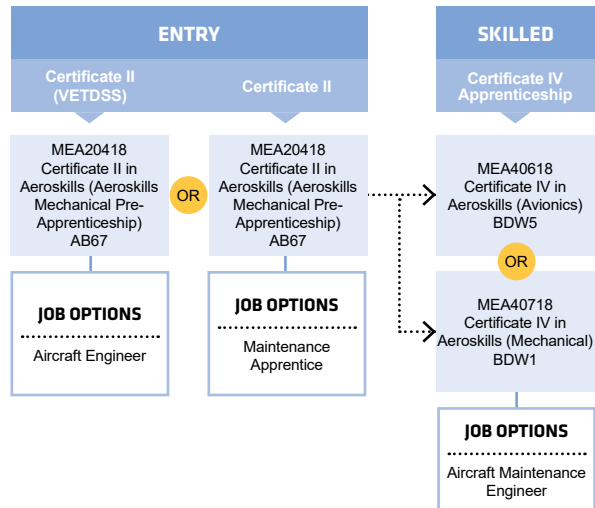 ENTRY
SKILLED
Certificate II
(VETDSS)
Certificate II
Certificate IV
Apprenticeship
MEA20418
Certificate II in
Aeroskills (Aeroskills
Mechanical Pre-
Apprenticeship)
AB67
OR
MEA20418
Certificate II in
Aeroskills (Aeroskills
Mechanical Pre-
Apprenticeship)
AB67
MEA40618
Certificate IV in
Aeroskills (Avionics)
BDW5
OR
MEA40718
Certificate IV in
Aeroskills (Mechanical)
BDW1
JOB OPTIONS
Aircraft Engineer
JOB OPTIONS
Maintenance
Apprentice
JOB OPTIONS
Aircraft Maintenance
Engineer